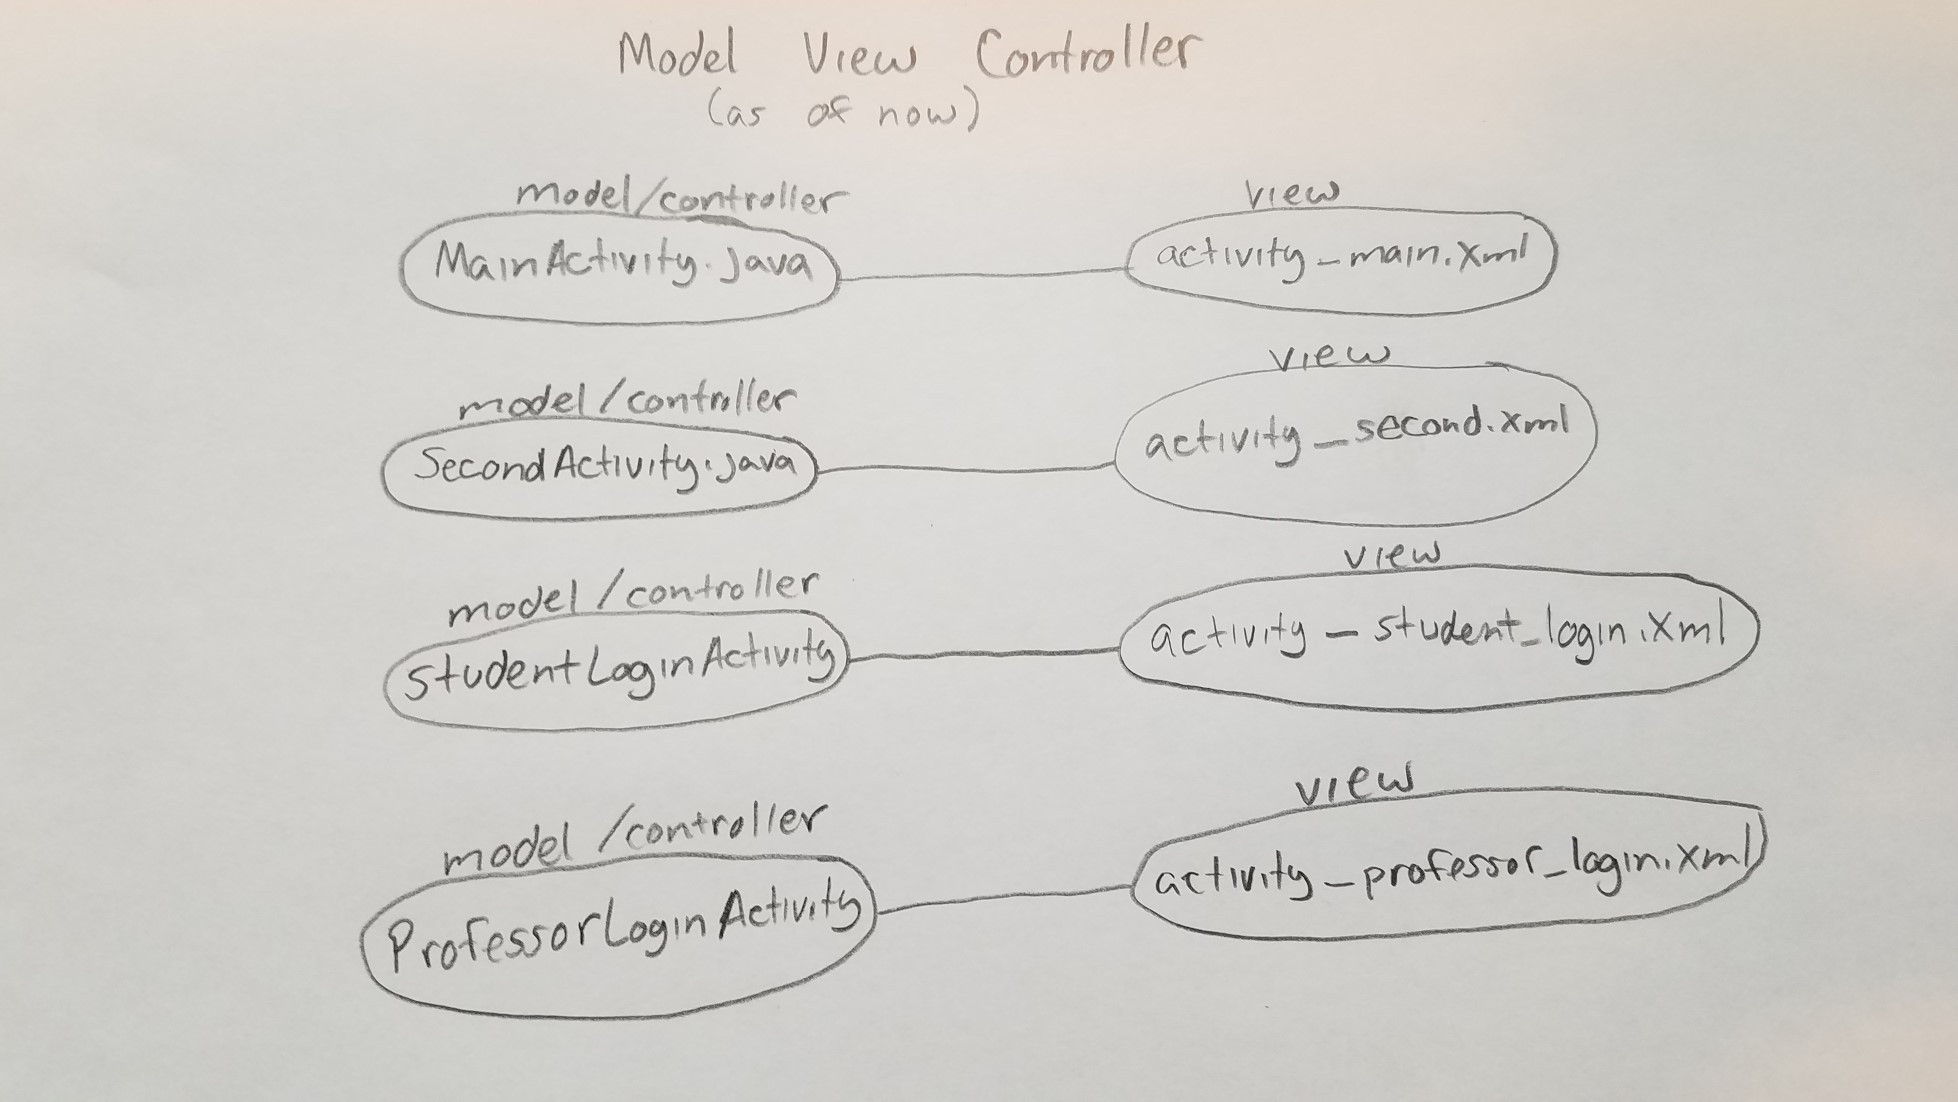 Model View Controller
(as of now)
model/controller
view
MainActivity.java
activity_main.xml
view
model/controller
SecondActivity.java
activity_second.xml
view
model/controller
StudentLoginActivity
activity_student_login.xml
view
model/controller
ProfessorLoginActivity
activity_professor_login.xml